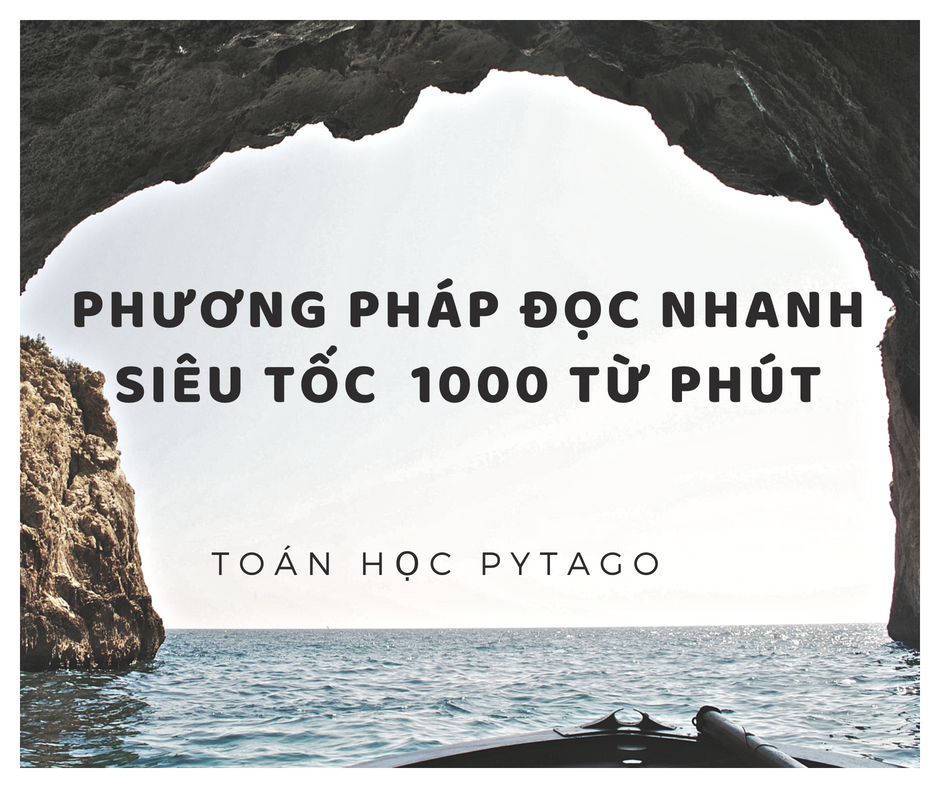 PHƯƠNG PHÁP ĐỌC NHANH
SIÊU TỐC 1000 TỪ PHÚT
TOÁN HỌC PYTAGO